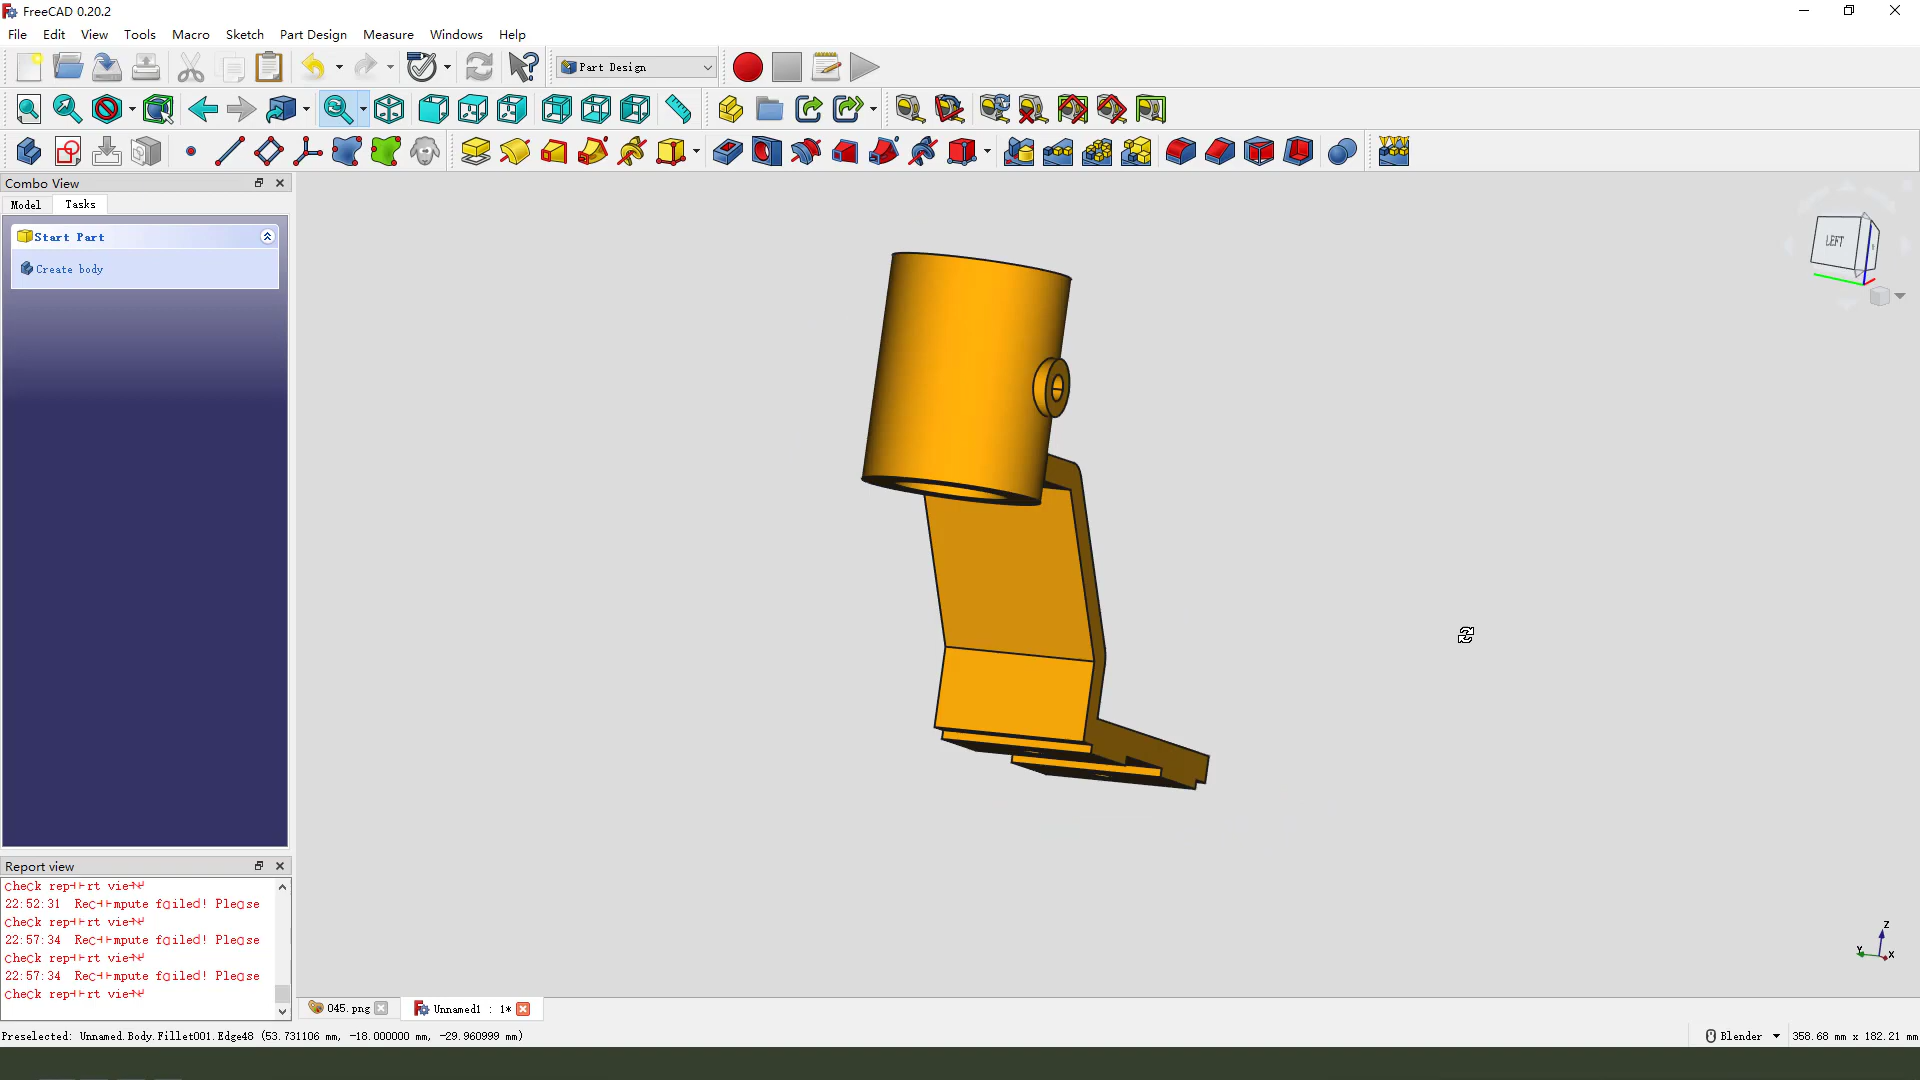 FreeCAD 0.20.2
File Edit View Tools Macro Sketch Part Design Measure Windows Help
Part Design
Combo View
Model Tasks
Start Part
Create body
LEFT
Report view
22:52:31
22:57:34
22:57:34
Z
Y X
045.png Unnamed1 : 1*
Preselected: Unnamed.Body.Fillet001.Edge48 (53.731106 mm, -18.000000 mm, -29.960999 mm) Blender 358.68 mm x 182.21 mm